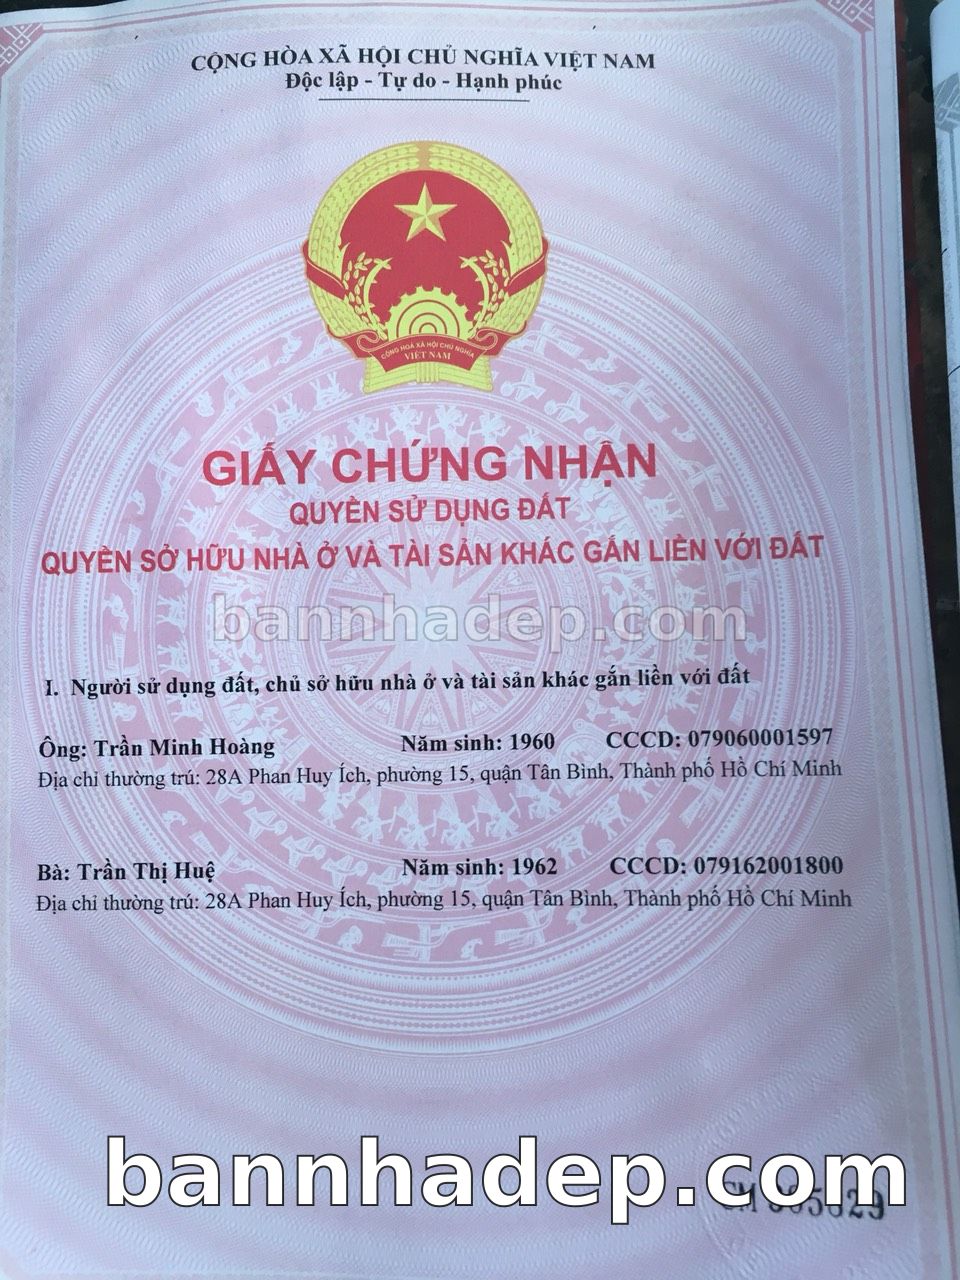 CỘNG HÒA XÃ HỘI CHỦ NGHĨA VIỆT NAM
Độc lập - Tự do - Hạnh phúc
CỘNG HOÀ XÃ HỘI CHỦ NGHĨA
VIỆT NAM
GIẤY CHỨNG NHẬN
QUYỀN SỬ DỤNG ĐẤT
QUYỀN SỞ HỮU NHÀ Ở VÀ TÀI SẢN KHÁC GẮN LIỀN VỚI ĐẤT
bannhadep.com
I. Người sử dụng đất, chủ sở hữu nhà ở và tài sản khác gắn liền với đất
Ông: Trần Minh Hoàng Năm sinh: 1960 CCCD: 079060001597
Địa chỉ thường trú: 28A Phan Huy Ích, phường 15, quận Tân Bình, Thành phố Hồ Chí Minh
Bà: Trần Thị Huệ Năm sinh: 1962 CCCD: 079162001800
Địa chỉ thường trú: 28A Phan Huy Ích, phường 15, quận Tân Bình, Thành phố Hồ Chí Minh
bannhadep.com